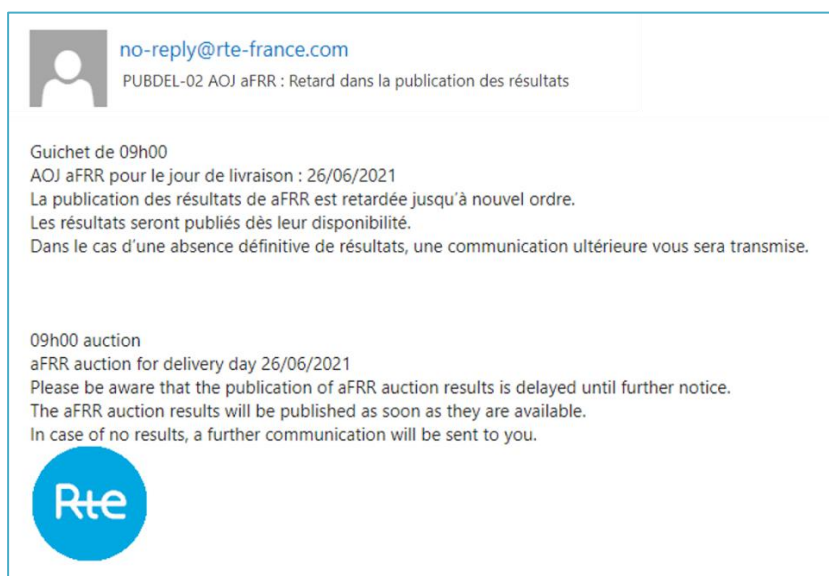 no-reply@rte-france.com
PUBDEL-02 AOJ aFRR : Retard dans la publication des résultats
Guichet de 09h00
AOJ aFRR pour le jour de livraison : 26/06/2021
La publication des résultats de aFRR est retardée jusqu'à nouvel ordre.
Les résultats seront publiés dès leur disponibilité.
Dans le cas d'une absence définitive de résultats, une communication ultérieure vous sera transmise.
09h00 auction
aFRR auction for delivery day 26/06/2021
Please be aware that the publication of aFRR auction results is delayed until further notice.
The aFRR auction results will be published as soon as they are available.
In case of no results, a further communication will be sent to you.
Rte